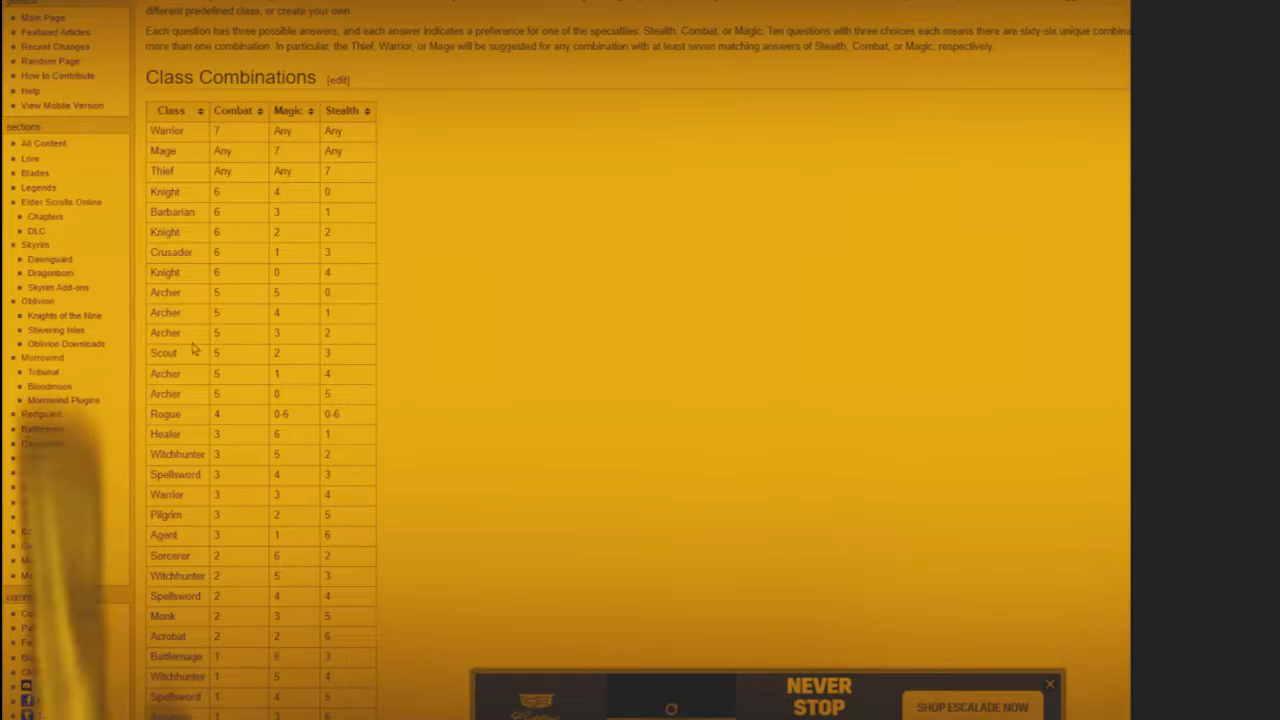 different predefined class, or create your own.
Each question has three possible answers, and each answer indicates a preference for one of the specialties: Stealth, Combat, or Magic. Ten questions with three choices each means there are sixty-six unique
more than one combination. In particular, the Thief, Warrior, or Mage will be suggested for any combination with at least seven matching answers of Stealth, Combat, or Magic, respectively.
Main Page
Featured Articles
Recent Changes
Random Page
How to Contribute
Help
View Mobile Version
sections
All Content
Lore
Blades
Legends
Elder Scrolls Online
Chapters
DLC
Skyrim
Dawnguard
Dragonborn
Skyrim Add-ons
Oblivion
Knights of the Nine
Shivering Isles
Oblivion Downloads
Morrowind
Tribunal
Bloodmoon
Morrowind Plugins
Redguard
Class Combinations [edit]
Class Combat Magic Stealth
Warrior 7 Any Any
Mage Any 7 Any
Thief Any Any 7
Knight 6 4 0
Barbarian 6 3 1
Knight 6 2 2
Crusader 6 1 3
Knight 6 0 4
Archer 5 5 0
Archer 5 4 1
Archer 5 3 2
Scout 5 2 3
Archer 5 1 4
Archer 5 0 5
Rogue 4 0-6 0-6
Healer 3 6 1
Witchhunter 3 5 2
Spellsword 3 4 3
Warrior 3 3 4
Pilgrim 3 2 5
Agent 3 1 6
Sorcerer 2 6 2
Witchhunter 2 5 3
Spellsword 2 4 4
Monk 2 3 5
Acrobat 2 2 6
Battlemage 1 6 3
Witchhunter 1 5 4
Spellsword 1 4 5
NEVER
STOP
SHOP ESCALADE NOW